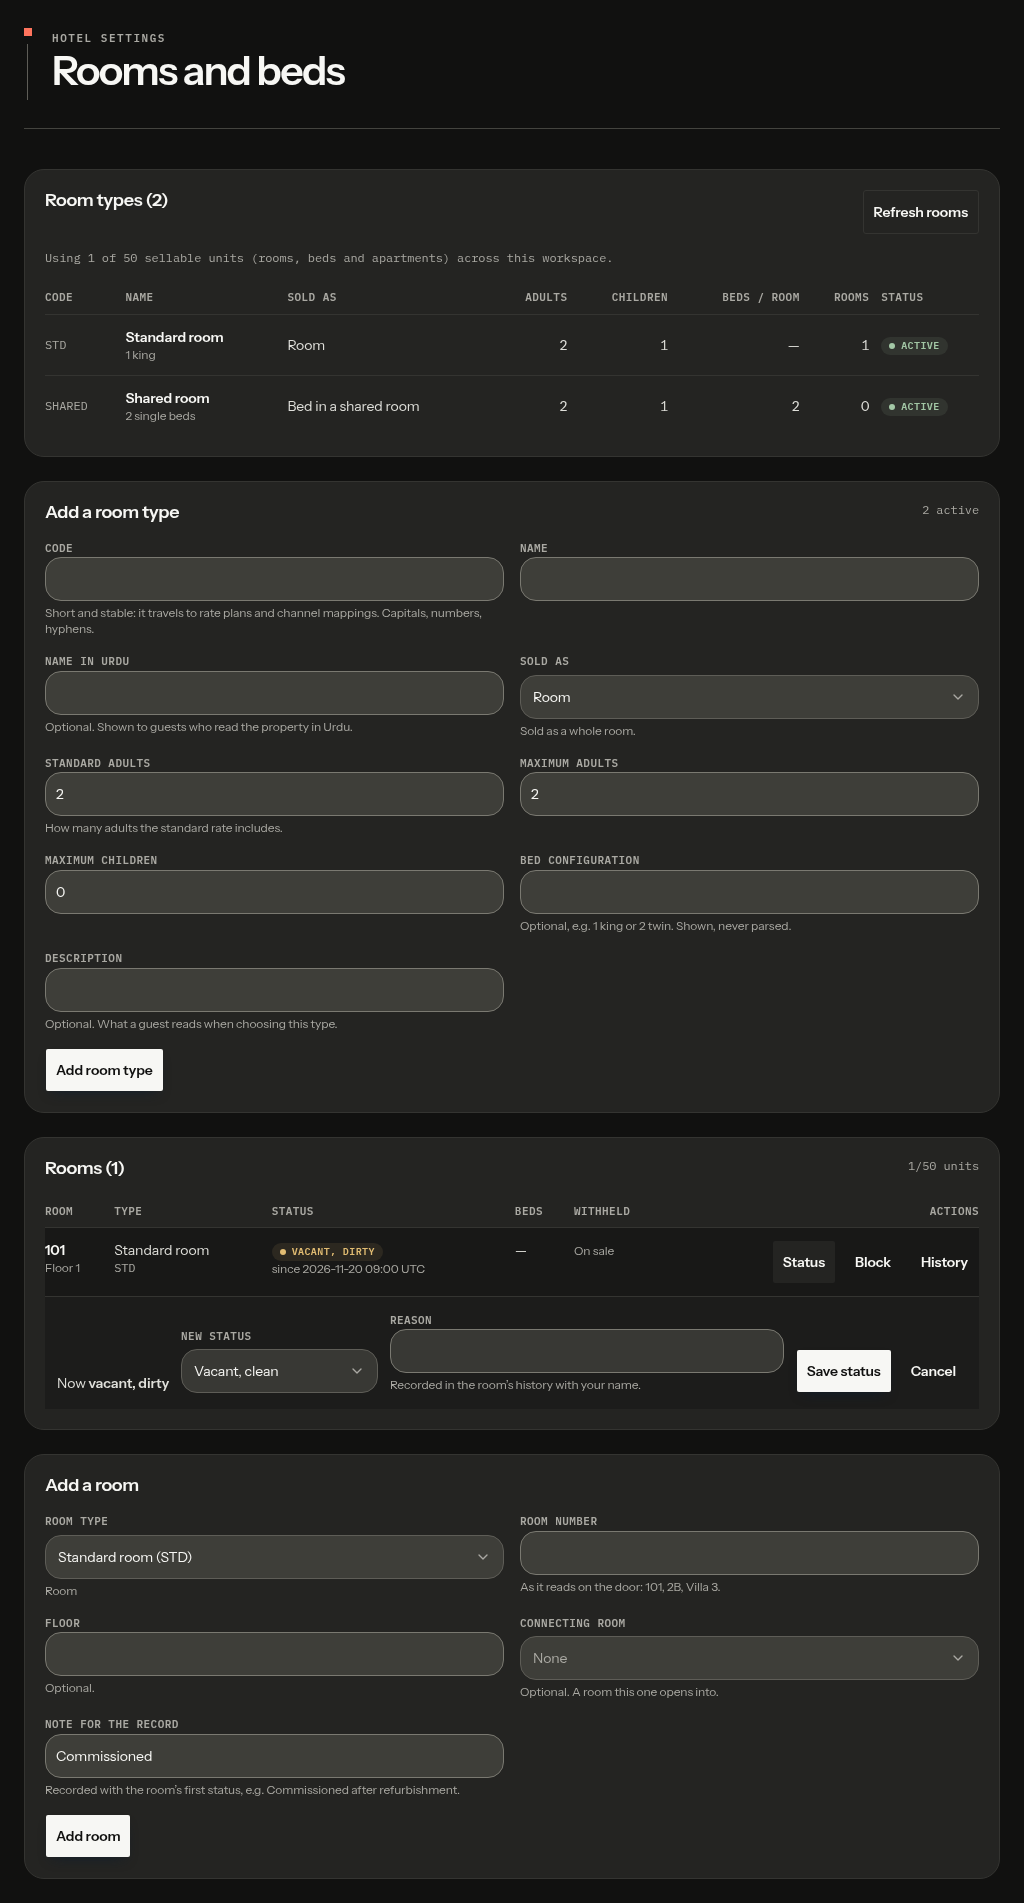 HOTEL SETTINGS
Rooms and beds
Room types (2)
Refresh rooms
Using 1 of 50 sellable units (rooms, beds and apartments) across this workspace.
CODE NAME SOLD AS ADULTS CHILDREN BEDS / ROOM ROOMS STATUS
STD Standard room Room 2 1 — 1 ACTIVE
1 king
SHARED Shared room Bed in a shared room 2 1 2 0 ACTIVE
2 single beds
Add a room type
2 active
CODE NAME
Short and stable: it travels to rate plans and channel mappings. Capitals, numbers,
hyphens.
NAME IN URDU SOLD AS
Room
Optional. Shown to guests who read the property in Urdu.
Sold as a whole room.
STANDARD ADULTS MAXIMUM ADULTS
2 2
How many adults the standard rate includes.
MAXIMUM CHILDREN BED CONFIGURATION
0
Optional, e.g. 1 king or 2 twin. Shown, never parsed.
DESCRIPTION
Optional. What a guest reads when choosing this type.
Add room type
Rooms (1)
1/50 units
ROOM TYPE STATUS BEDS WITHHELD ACTIONS
101 Standard room VACANT, DIRTY — On sale Status Block History
Floor 1 STD since 2026-11-20 09:00 UTC
REASON
NEW STATUS
Now vacant, dirty Vacant, clean Save status Cancel
Recorded in the room's history with your name.
Add a room
ROOM TYPE ROOM NUMBER
Standard room (STD)
Room As it reads on the door: 101, 2B, Villa 3.
FLOOR CONNECTING ROOM
None
Optional. Optional. A room this one opens into.
NOTE FOR THE RECORD
Commissioned
Recorded with the room's first status, e.g. Commissioned after refurbishment.
Add room